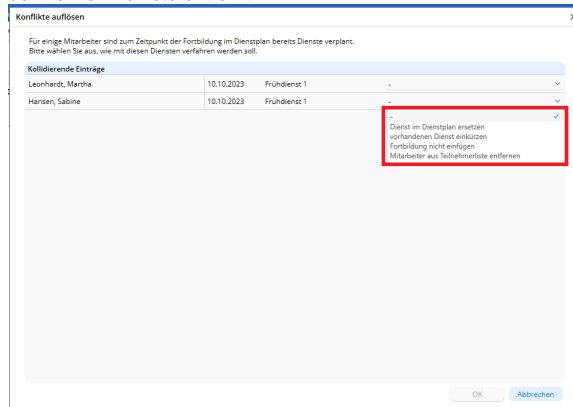 Konflikte auflösen
Für einige Mitarbeiter sind zum Zeitpunkt der Fortbildung im Dienstplan bereits Dienste verplant.
Bitte wählen Sie aus, wie mit diesen Diensten verfahren werden soll.
Kollidierende Einträge
Leonhardt, Martha 10.10.2023 Frühdienst 1 -
Hansen, Sabine 10.10.2023 Frühdienst 1 -
-
Dienst im Dienstplan ersetzen
vorhandenen Dienst einkürzen
Fortbildung nicht einfügen
Mitarbeiter aus Teilnehmerliste entfernen
OK Abbrechen